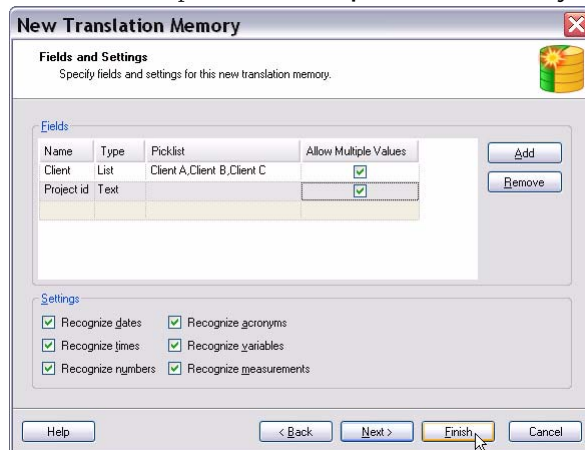 New Translation Memory
Fields and Settings
Specify fields and settings for this new translation memory.
Fields
Name Type Picklist Allow Multiple Values
Client List Client A,Client B,Client C
Project id Text
Add
Remove
Settings
Recognize dates Recognize acronyms
Recognize times Recognize variables
Recognize numbers Recognize measurements
Help < Back Next > Finish Cancel